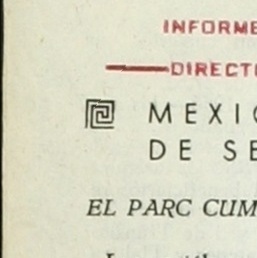 INFORME
DIRECT
MEXIC
DE SE
EL PARC CUM